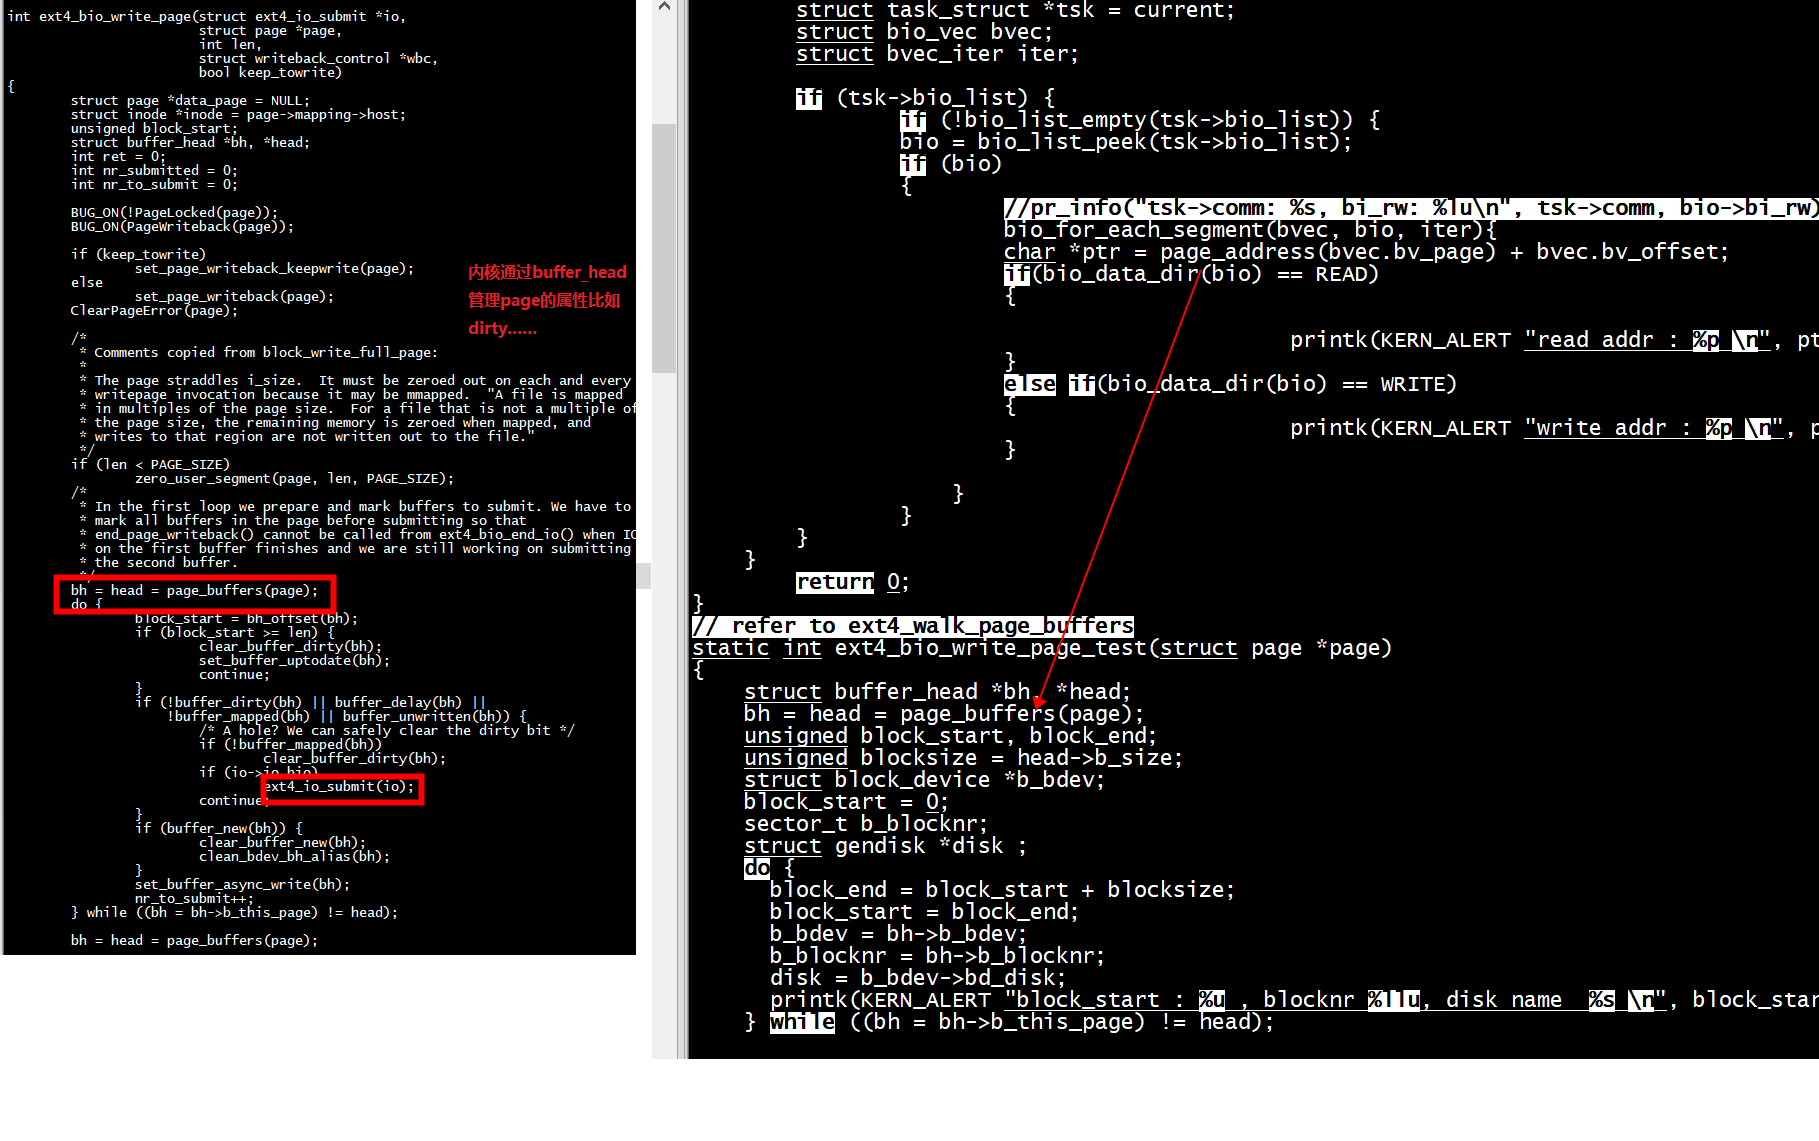 int ext4_bio_write_page(struct ext4_io_submit *io,
struct page *page,
int len,
struct writeback_control *wbc,
bool keep_towrite)
{
struct page *data_page = NULL;
struct inode *inode = page->mapping->host;
unsigned block_start;
struct buffer_head *bh, *head;
int ret = 0;
int nr_submitted = 0;
int nr_to_submit = 0;
BUG_ON(!PageLocked(page));
BUG_ON(PageWriteback(page));
if (keep_towrite)
set_page_writeback_keepwrite(page);
else
set_page_writeback(page);
ClearPageError(page);
内核通过buffer_head
管理page的属性比如
dirty......
/*
* Comments copied from block_write_full_page:
*
* The page straddles i_size.  It must be zeroed out on each and every
* writepage invocation because it may be mmapped.  "A file is mapped
* in multiples of the page size.  For a file that is not a multiple of
* the page size, the remaining memory is zeroed when mapped, and
* writes to that region are not written out to the file."
*/
if (len < PAGE_SIZE)
zero_user_segment(page, len, PAGE_SIZE);
/*
* In the first loop we prepare and mark buffers to submit. We have to
* mark all buffers in the page before submitting so that
* end_page_writeback() cannot be called from ext4_bio_end_io() when IO
* on the first buffer finishes and we are still working on submitting
* the second buffer.
*/
bh = head = page_buffers(page);
do {
block_start = bh_offset(bh);
if (block_start >= len) {
clear_buffer_dirty(bh);
set_buffer_uptodate(bh);
continue;
}
if (!buffer_dirty(bh) || buffer_delay(bh) ||
!buffer_mapped(bh) || buffer_unwritten(bh)) {
/* A hole? We can safely clear the dirty bit */
if (!buffer_mapped(bh))
clear_buffer_dirty(bh);
if (io->io_bio)
ext4_io_submit(io);
continue;
}
if (buffer_new(bh)) {
clear_buffer_new(bh);
clean_bdev_bh_alias(bh);
}
set_buffer_async_write(bh);
nr_to_submit++;
} while ((bh = bh->b_this_page) != head);
bh = head = page_buffers(page);
struct task_struct *tsk = current;
struct bio_vec bvec;
struct bvec_iter iter;
if (tsk->bio_list) {
if (!bio_list_empty(tsk->bio_list)) {
bio = bio_list_peek(tsk->bio_list);
if (bio)
{
//pr_info("tsk->comm: %s, bi_rw: %lu\n", tsk->comm, bio->bi_rw)
bio_for_each_segment(bvec, bio, iter){
char *ptr = page_address(bvec.bv_page) + bvec.bv_offset;
if(bio_data_dir(bio) == READ)
{
printk(KERN_ALERT "read addr : %p \n", pt
}
else if(bio_data_dir(bio) == WRITE)
{
printk(KERN_ALERT "write addr : %p \n", p
}
}
}
}
}
return 0;
}
// refer to ext4_walk_page_buffers
static int ext4_bio_write_page_test(struct page *page)
{
struct buffer_head *bh, *head;
bh = head = page_buffers(page);
unsigned block_start, block_end;
unsigned blocksize = head->b_size;
struct block_device *b_bdev;
block_start = 0;
sector_t b_blocknr;
struct gendisk *disk ;
do {
block_end = block_start + blocksize;
block_start = block_end;
b_bdev = bh->b_bdev;
b_blocknr = bh->b_blocknr;
disk = b_bdev->bd_disk;
printk(KERN_ALERT "block_start : %u , blocknr %llu, disk name  %s \n", block_star
} while ((bh = bh->b_this_page) != head);